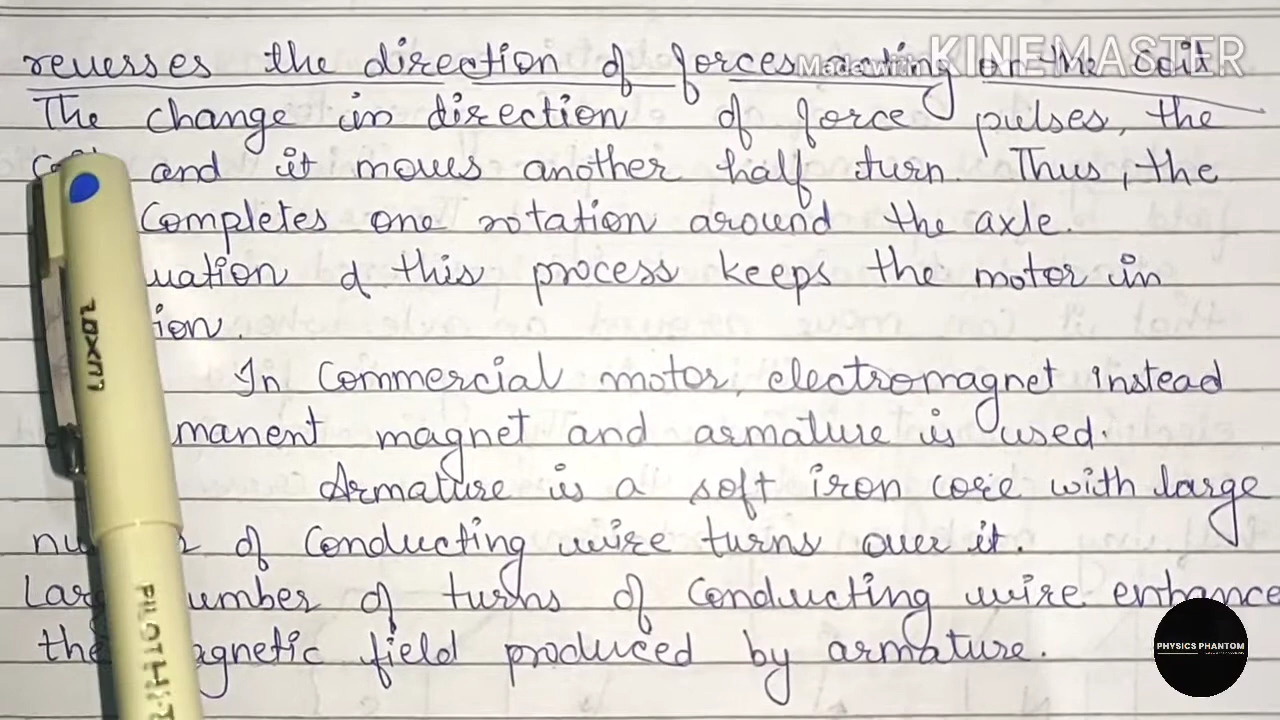 reverses the direction of forces acting on the coil
Made with KINEMASTER
The change in direction of force pulses, the
and it moves another half turn. Thus, the
Completes one rotation around the axle.
uation of this process keeps the motor in
ion.
In Commercial motor, electromagnet instead
manent magnet and armature is used.
Armature is a soft iron core with large
nu r of Conducting wire turns over it.
Larg umber of turns of Conducting wire enhance
the agnetic field produced by armature.
LUXOR
PILOT HI-T
PHYSICS PHANTOM